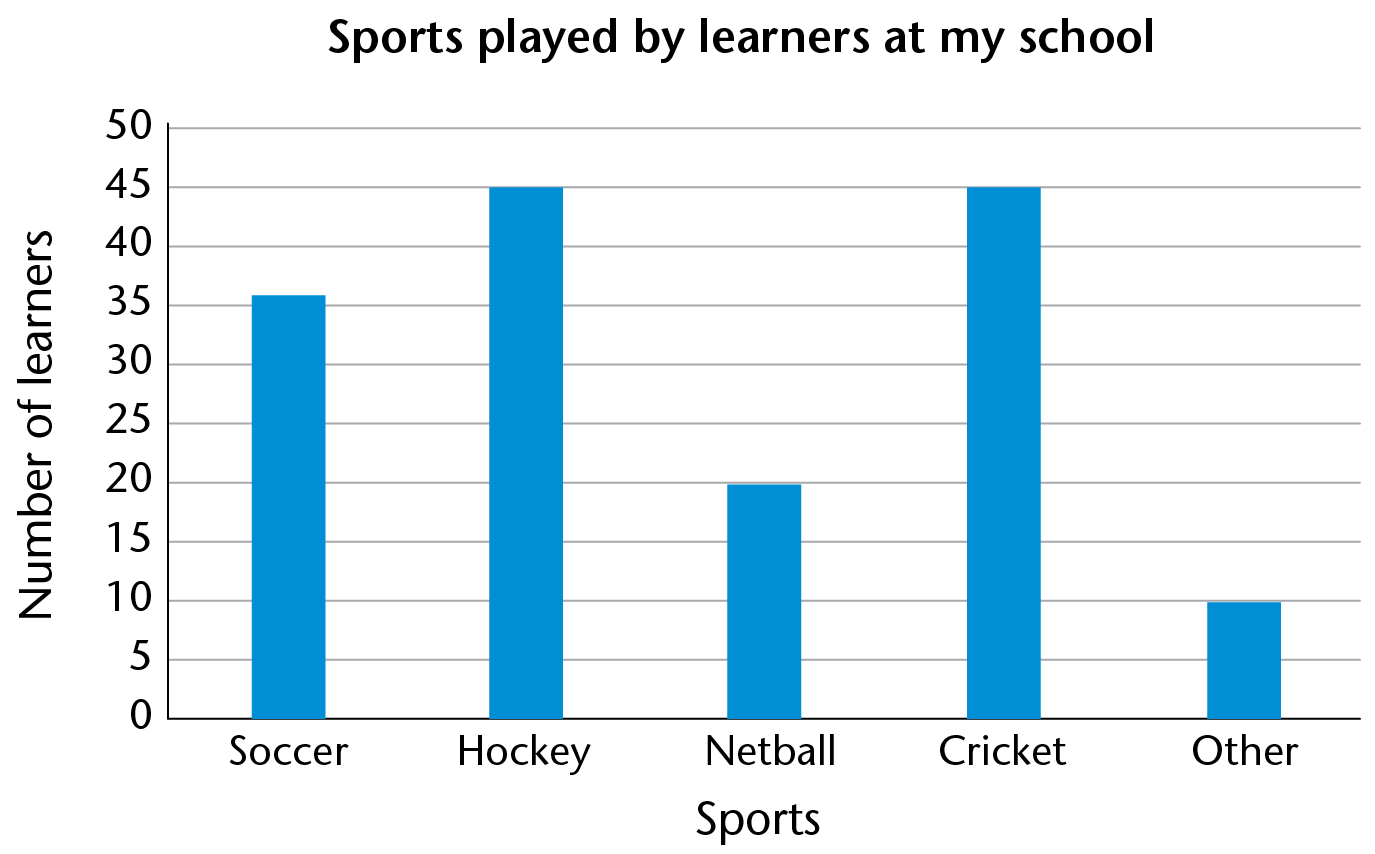 Sports played by learners at my school
Number of learners
50
45
40
35
30
25
20
15
10
5
0
Soccer Hockey Netball Cricket Other
Sports